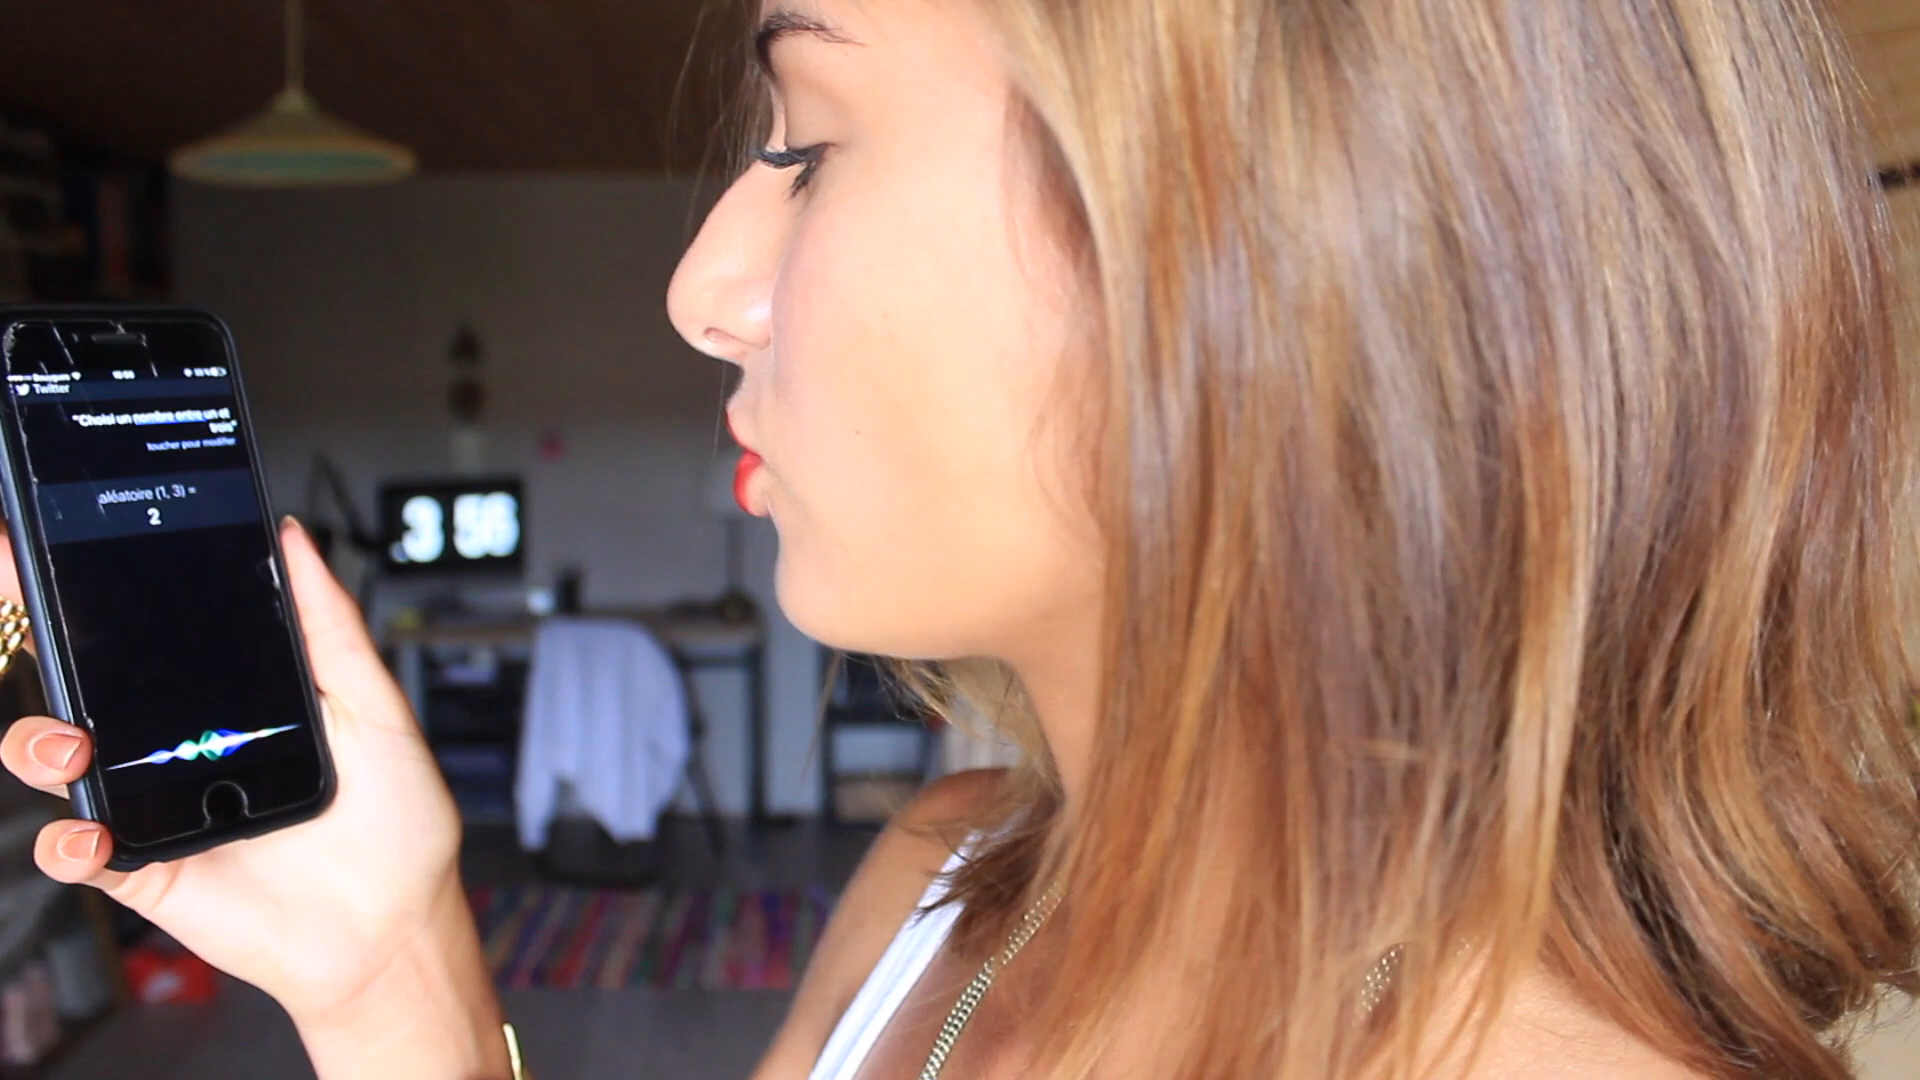 Twitter
"Choisi un nombre entre un et
trois"
toucher pour modifier
aléatoire (1, 3) =
2
3 56